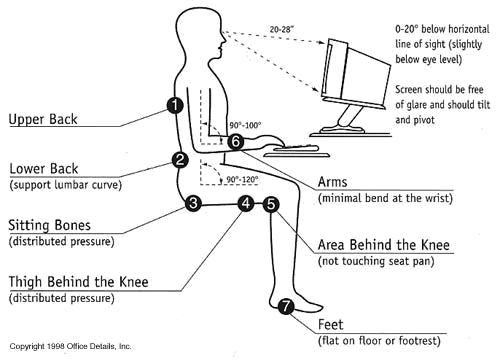 20-28"
0-20° below horizontal
line of sight (slightly
below eye level)
Screen should be free
of glare and should tilt
and pivot
1
Upper Back
90°-100°
6
2
Lower Back
(support lumbar curve)
90°-120°
Arms
(minimal bend at the wrist)
3
4
5
Sitting Bones
(distributed pressure)
Area Behind the Knee
(not touching seat pan)
Thigh Behind the Knee
(distributed pressure)
7
Feet
(flat on floor or footrest)
Copyright 1998 Office Details, Inc.